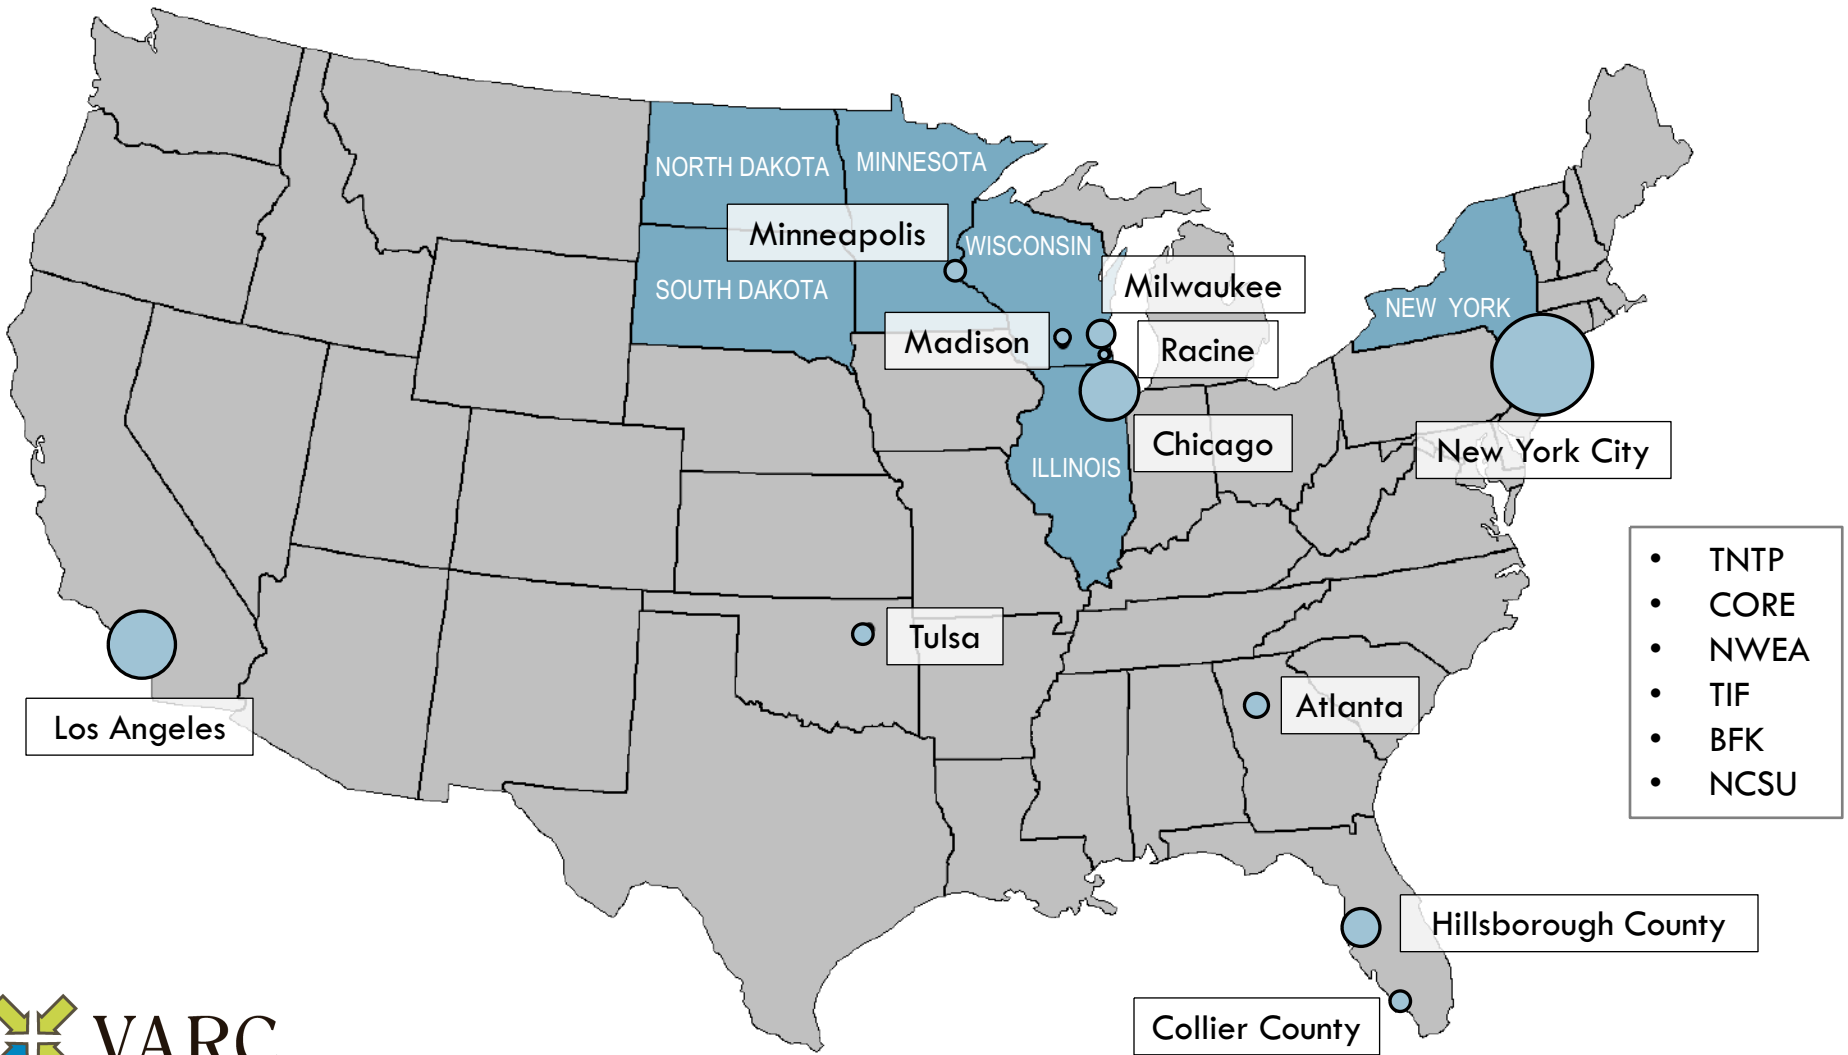 NORTH DAKOTA
MINNESOTA
Minneapolis
WISCONSIN
SOUTH DAKOTA
Milwaukee
NEW YORK
Madison
Racine
Chicago
New York City
ILLINOIS
• TNTP
• CORE
• NWEA
• TIF
• BFK
• NCSU
Tulsa
Atlanta
Los Angeles
Hillsborough County
Collier County
VARC